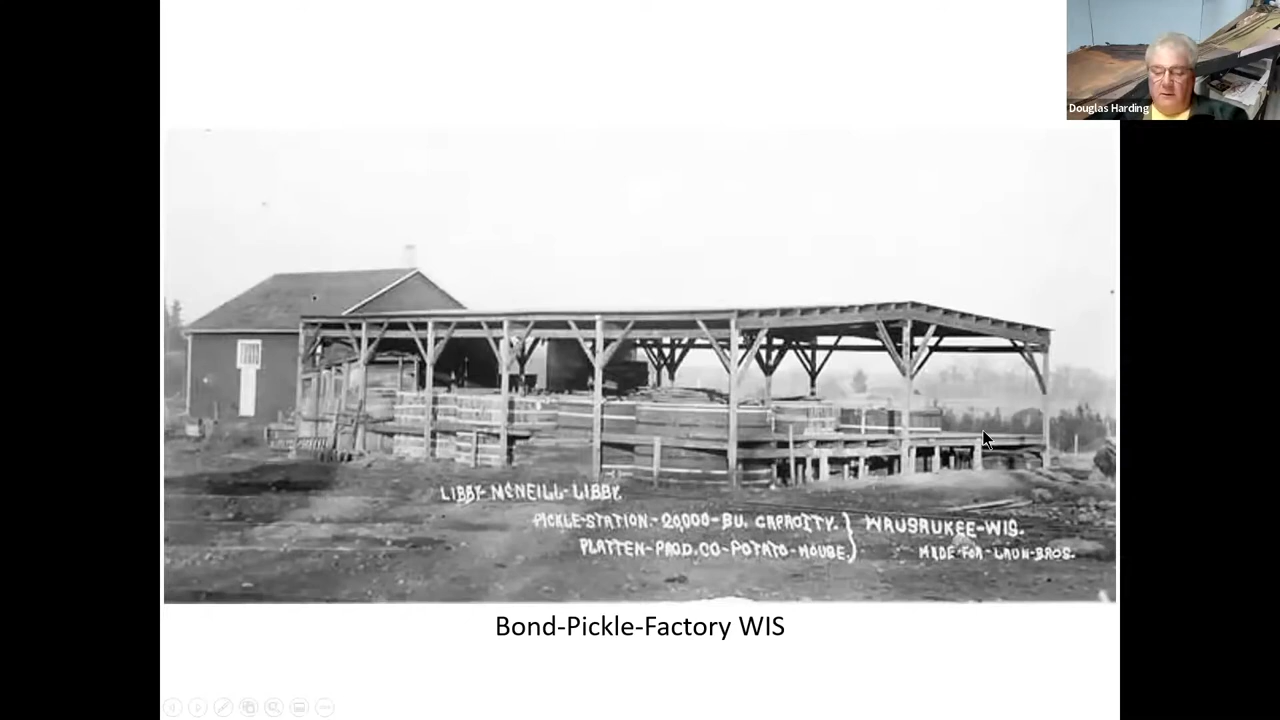 Douglas Harding
LIBBY-McNEILL-LIBBY.
PICKLE-STATION.-20,000-BU. CAPACITY. } WAUSAUKEE-WIS.
PLATTEN-PROD.CO-POTATO-HOUSE. } MADE-FOR-LAUN-BROS.
Bond-Pickle-Factory WIS